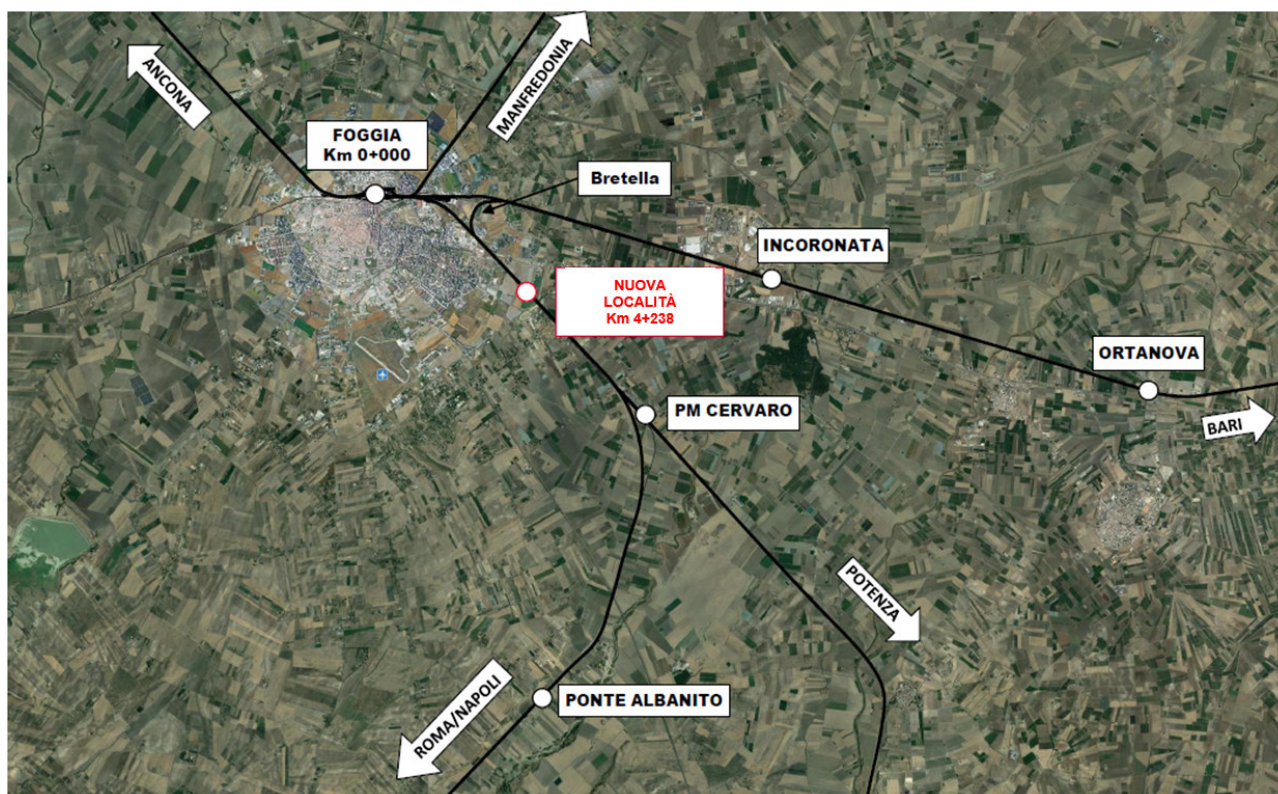 ANCONA
MANFREDONIA
FOGGIA
Km 0+000
Bretella
INCORONATA
NUOVA
LOCALITÀ
Km 4+238
ORTANOVA
PM CERVARO
BARI
POTENZA
PONTE ALBANITO
ROMA/NAPOLI